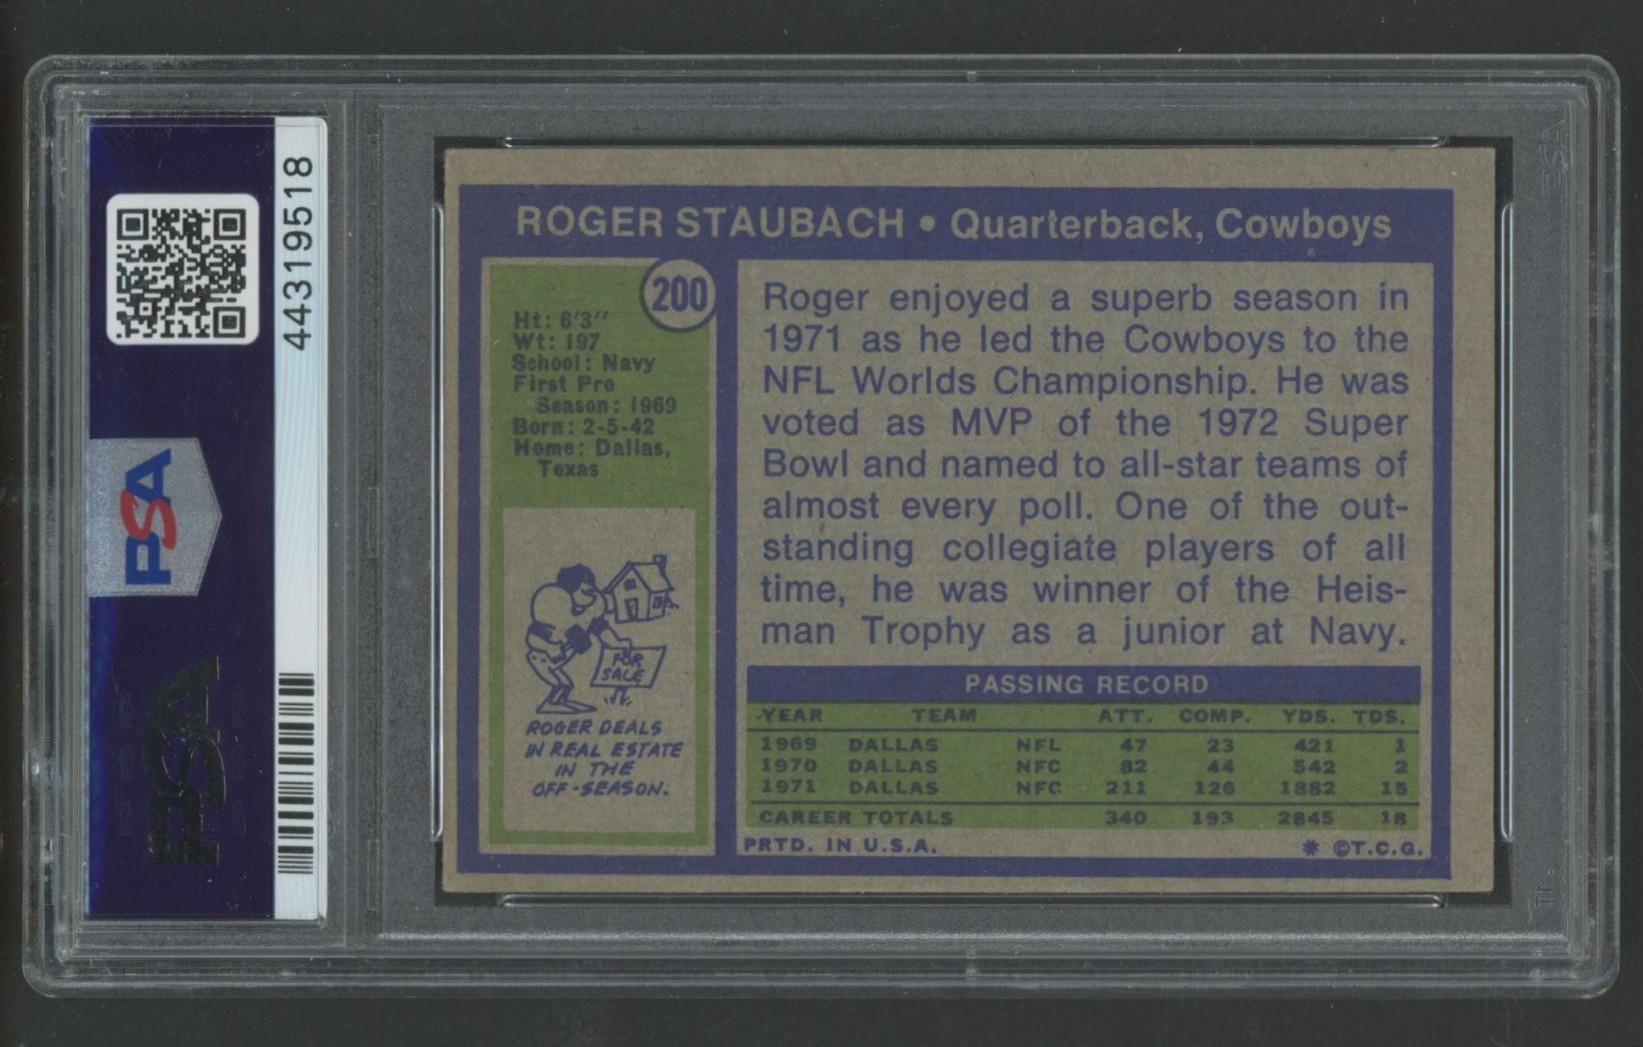 44319518
PSA
PSA
ROGER STAUBACH • Quarterback, Cowboys
200
Ht: 6'3"
Wt: 197
School: Navy
First Pro
Season: 1969
Born: 2-5-42
Home: Dallas,
Texas
FOR
SALE
ROGER DEALS
IN REAL ESTATE
IN THE
OFF-SEASON.
Roger enjoyed a superb season in
1971 as he led the Cowboys to the
NFL Worlds Championship. He was
voted as MVP of the 1972 Super
Bowl and named to all-star teams of
almost every poll. One of the out-
standing collegiate players of all
time, he was winner of the Heis-
man Trophy as a junior at Navy.
PASSING RECORD
YEAR TEAM ATT. COMP. YDS. TDS.
1969 DALLAS NFL 47 23 421 1
1970 DALLAS NFC 82 44 542 2
1971 DALLAS NFC 211 126 1882 15
CAREER TOTALS 340 193 2845 18
PRTD. IN U.S.A. * ©T.C.G.